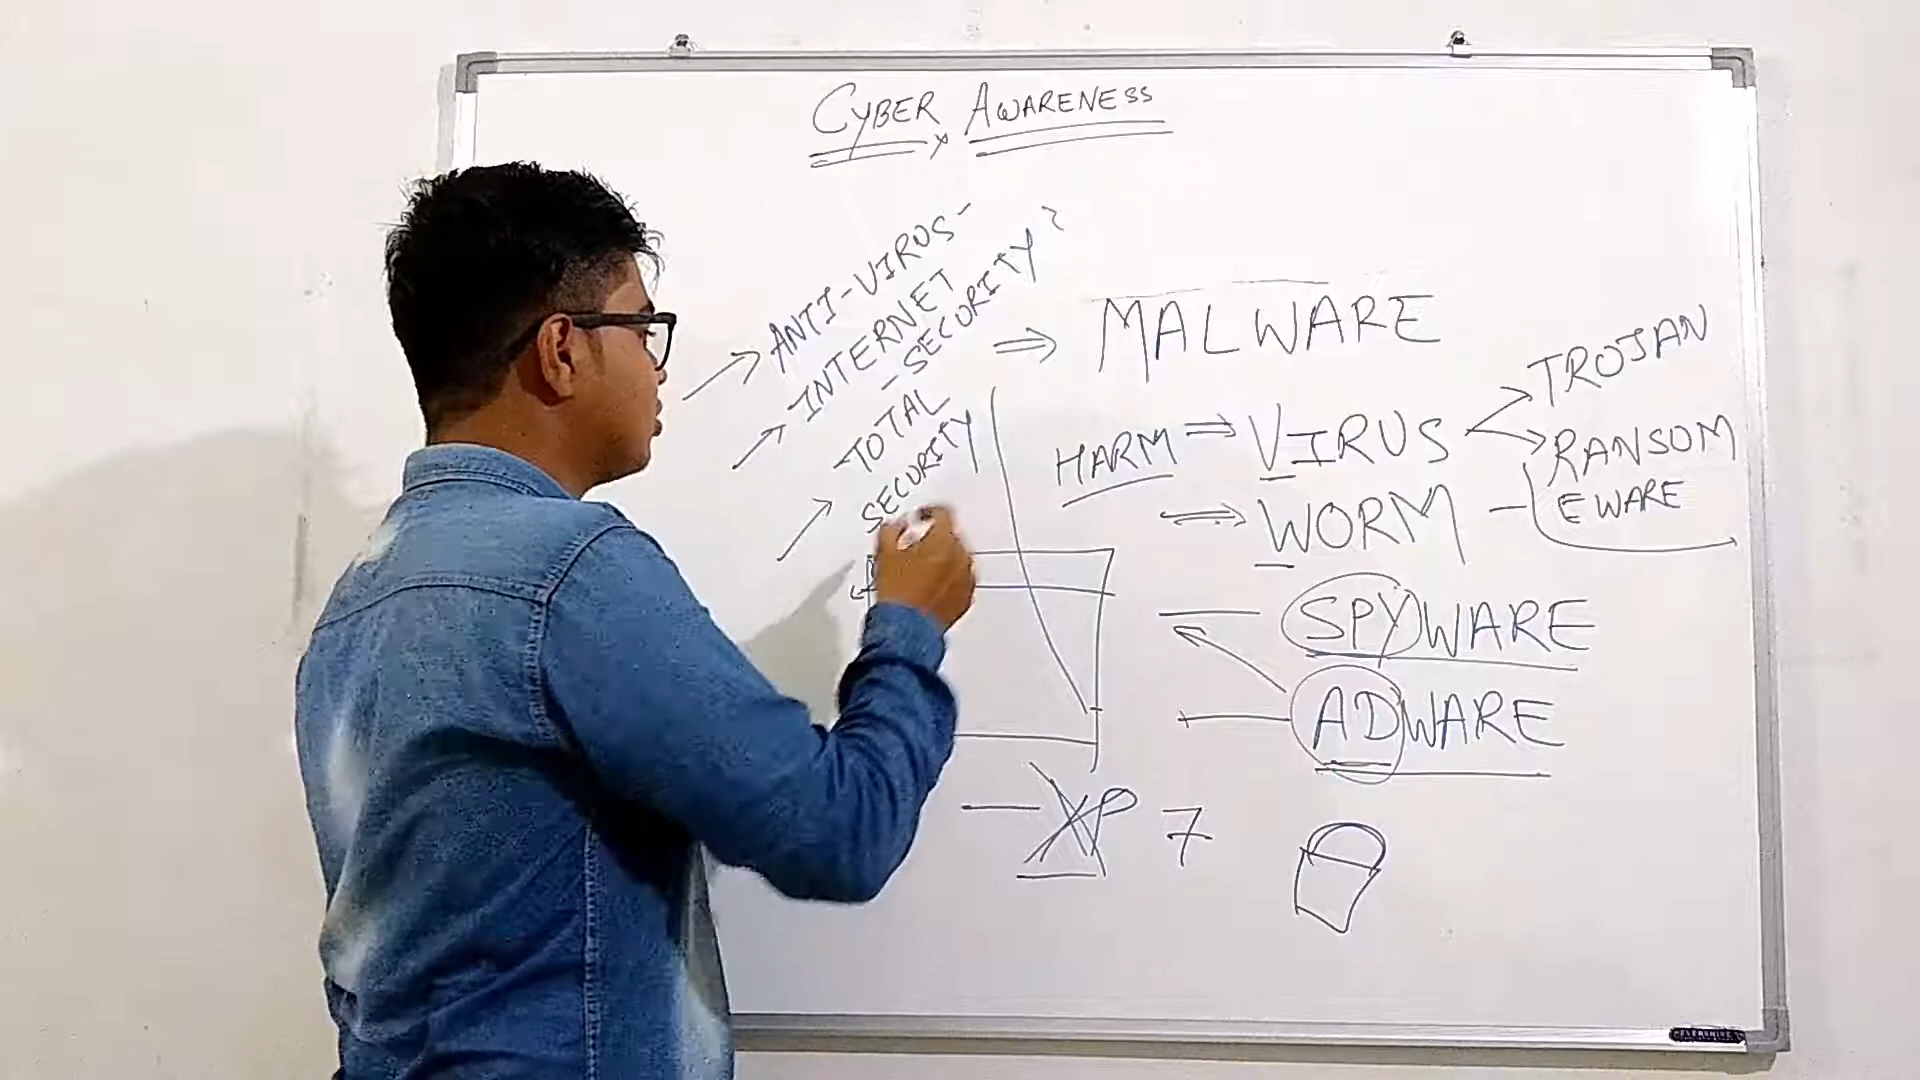 CYBER AWARENESS
ANTI-VIRUS-
INTERNET
-SECURITY?
TOTAL
SECURITY
⇒ MALWARE
HARM ⇒ VIRUS
TROJAN
RANSOM
EWARE
⇒ WORM
SPYWARE
ADWARE
XP 7